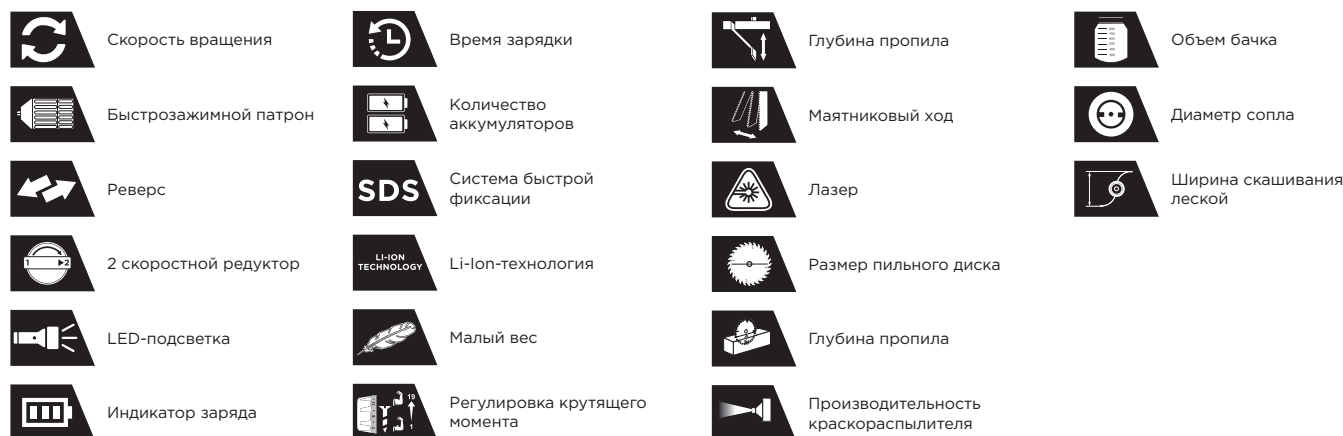 Скорость вращения
Быстрозажимной патрон
Реверс
1 2
2 скоростной редуктор
LED-подсветка
Индикатор заряда
Время зарядки
Количество
аккумуляторов
SDS
Система быстрой
фиксации
LI-ION
TECHNOLOGY
Li-Ion-технология
Малый вес
19
1
Регулировка крутящего
момента
Глубина пропила
Маятниковый ход
Лазер
Размер пильного диска
Глубина пропила
Производительность
краскораспылителя
Объем бачка
Диаметр сопла
Ширина скашивания
леской